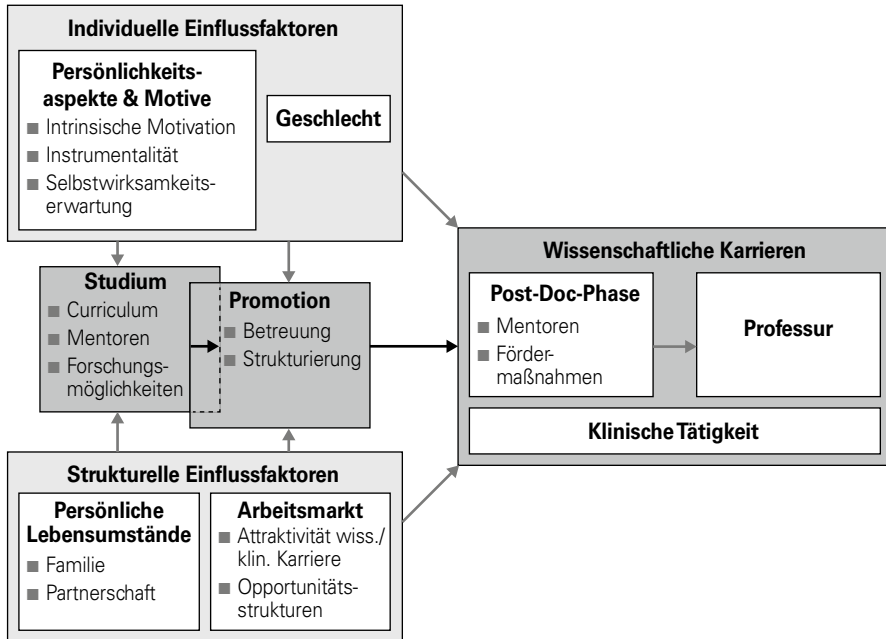 Individuelle Einflussfaktoren
Persönlichkeits-
aspekte & Motive
■ Intrinsische Motivation
■ Instrumentalität
■ Selbstwirksamkeits-
erwartung
Geschlecht
Studium
■ Curriculum
■ Mentoren
■ Forschungs-
möglichkeiten
Promotion
■ Betreuung
■ Strukturierung
Wissenschaftliche Karrieren
Post-Doc-Phase
■ Mentoren
■ Förder-
maßnahmen
Professur
Klinische Tätigkeit
Strukturelle Einflussfaktoren
Persönliche
Lebensumstände
■ Familie
■ Partnerschaft
Arbeitsmarkt
■ Attraktivität wiss./
klin. Karriere
■ Opportunitäts-
strukturen